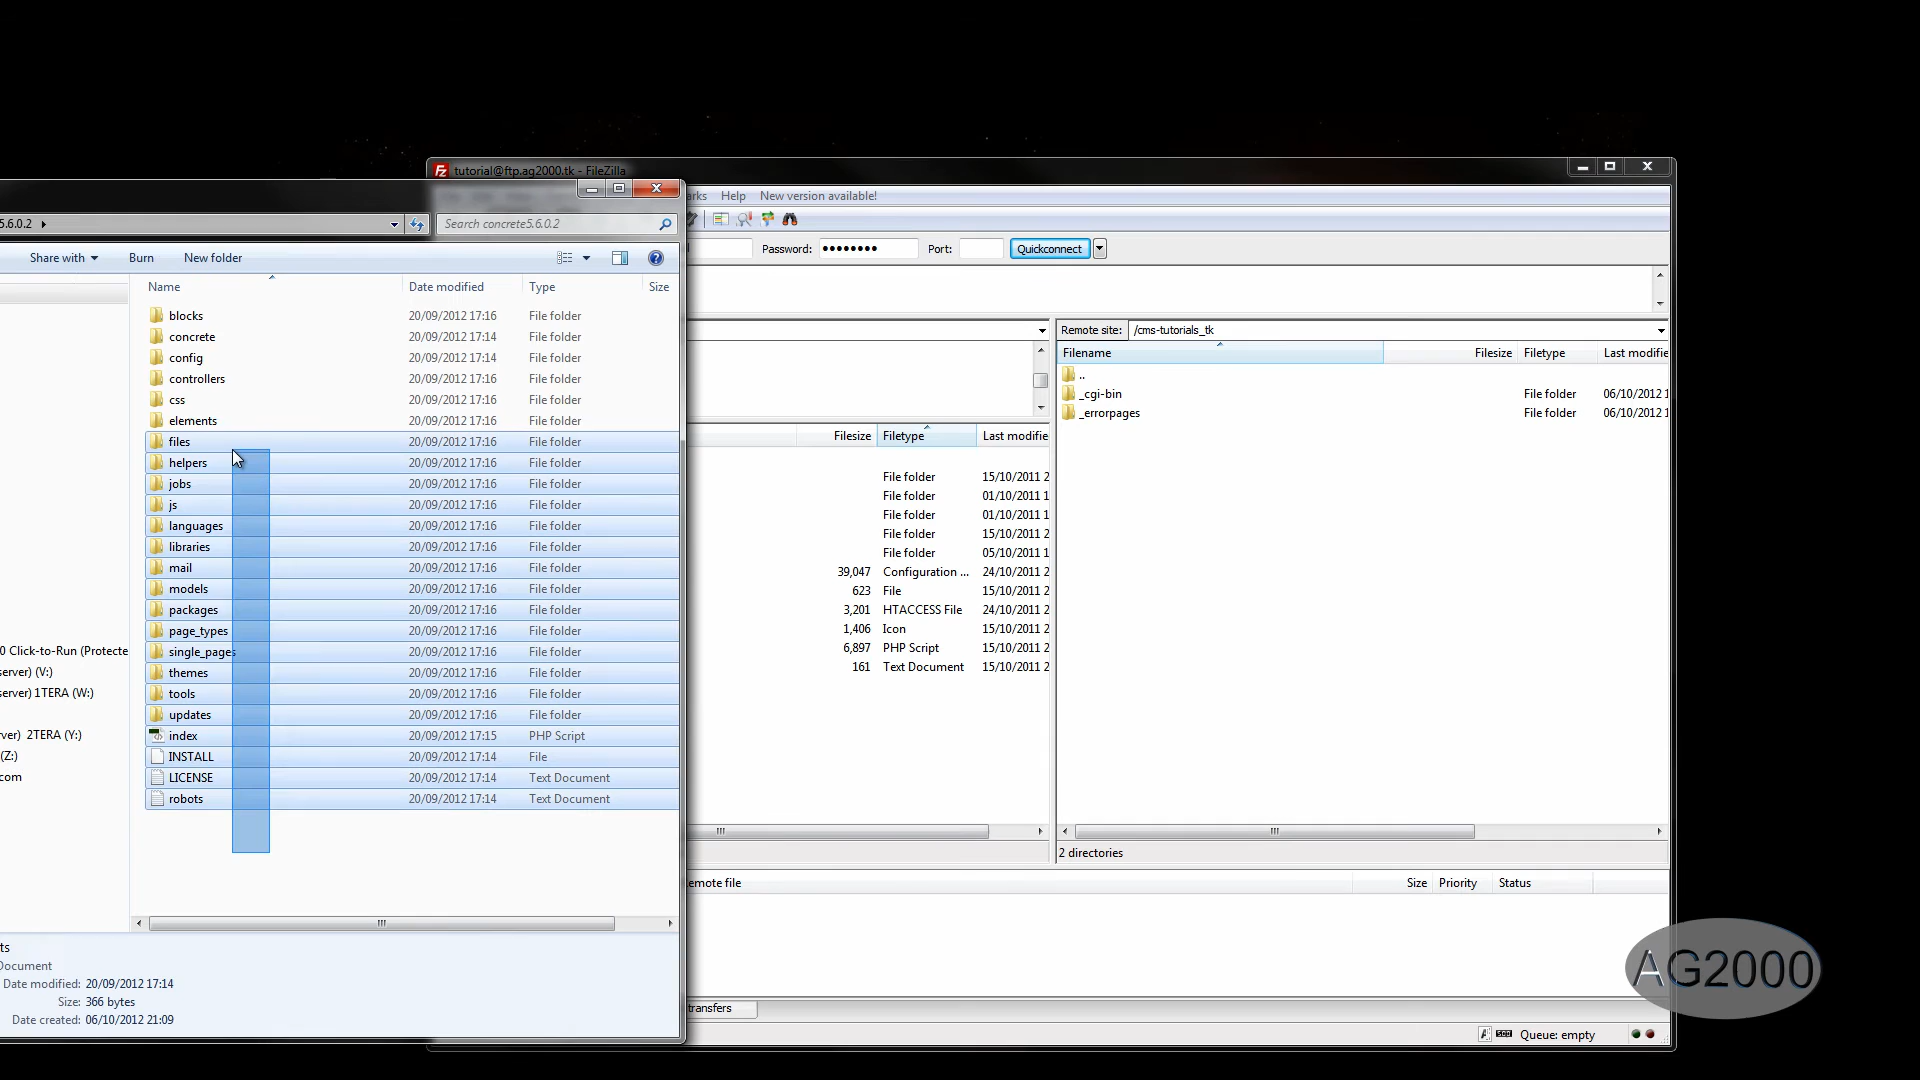 tutorial@ftp.ag2000.tk - FileZilla
Help New version available!
5.6.0.2
Search concrete5.6.0.2
Password: ●●●●●●●● Port: Quickconnect
Share with Burn New folder
Name Date modified Type Size
blocks 20/09/2012 17:16 File folder
concrete 20/09/2012 17:14 File folder
config 20/09/2012 17:14 File folder
controllers 20/09/2012 17:16 File folder
css 20/09/2012 17:16 File folder
elements 20/09/2012 17:16 File folder
files 20/09/2012 17:16 File folder
helpers 20/09/2012 17:16 File folder
jobs 20/09/2012 17:16 File folder
js 20/09/2012 17:16 File folder
languages 20/09/2012 17:16 File folder
libraries 20/09/2012 17:16 File folder
mail 20/09/2012 17:16 File folder
models 20/09/2012 17:16 File folder
packages 20/09/2012 17:16 File folder
page_types 20/09/2012 17:16 File folder
single_pages 20/09/2012 17:16 File folder
themes 20/09/2012 17:16 File folder
tools 20/09/2012 17:16 File folder
updates 20/09/2012 17:16 File folder
index 20/09/2012 17:15 PHP Script
INSTALL 20/09/2012 17:14 File
LICENSE 20/09/2012 17:14 Text Document
robots 20/09/2012 17:14 Text Document
0 Click-to-Run (Protecte
server) (V:)
server) 1TERA (W:)
ver) 2TERA (Y:)
(Z:)
com
ts
Document
Date modified: 20/09/2012 17:14
Size: 366 bytes
Date created: 06/10/2012 21:09
Filesize Filetype Last modifie
File folder 15/10/2011 2
File folder 01/10/2011 1
File folder 01/10/2011 1
File folder 15/10/2011 2
File folder 05/10/2011 1
39,047 Configuration ... 24/10/2011 2
623 File 15/10/2011 2
3,201 HTACCESS File 24/10/2011 2
1,406 Icon 15/10/2011 2
6,897 PHP Script 15/10/2011 2
161 Text Document 15/10/2011 2
Remote site: /cms-tutorials_tk
Filename Filesize Filetype Last modifie
..
_cgi-bin File folder 06/10/2012 1
_errorpages File folder 06/10/2012 1
2 directories
emote file Size Priority Status
transfers
Queue: empty
AG2000